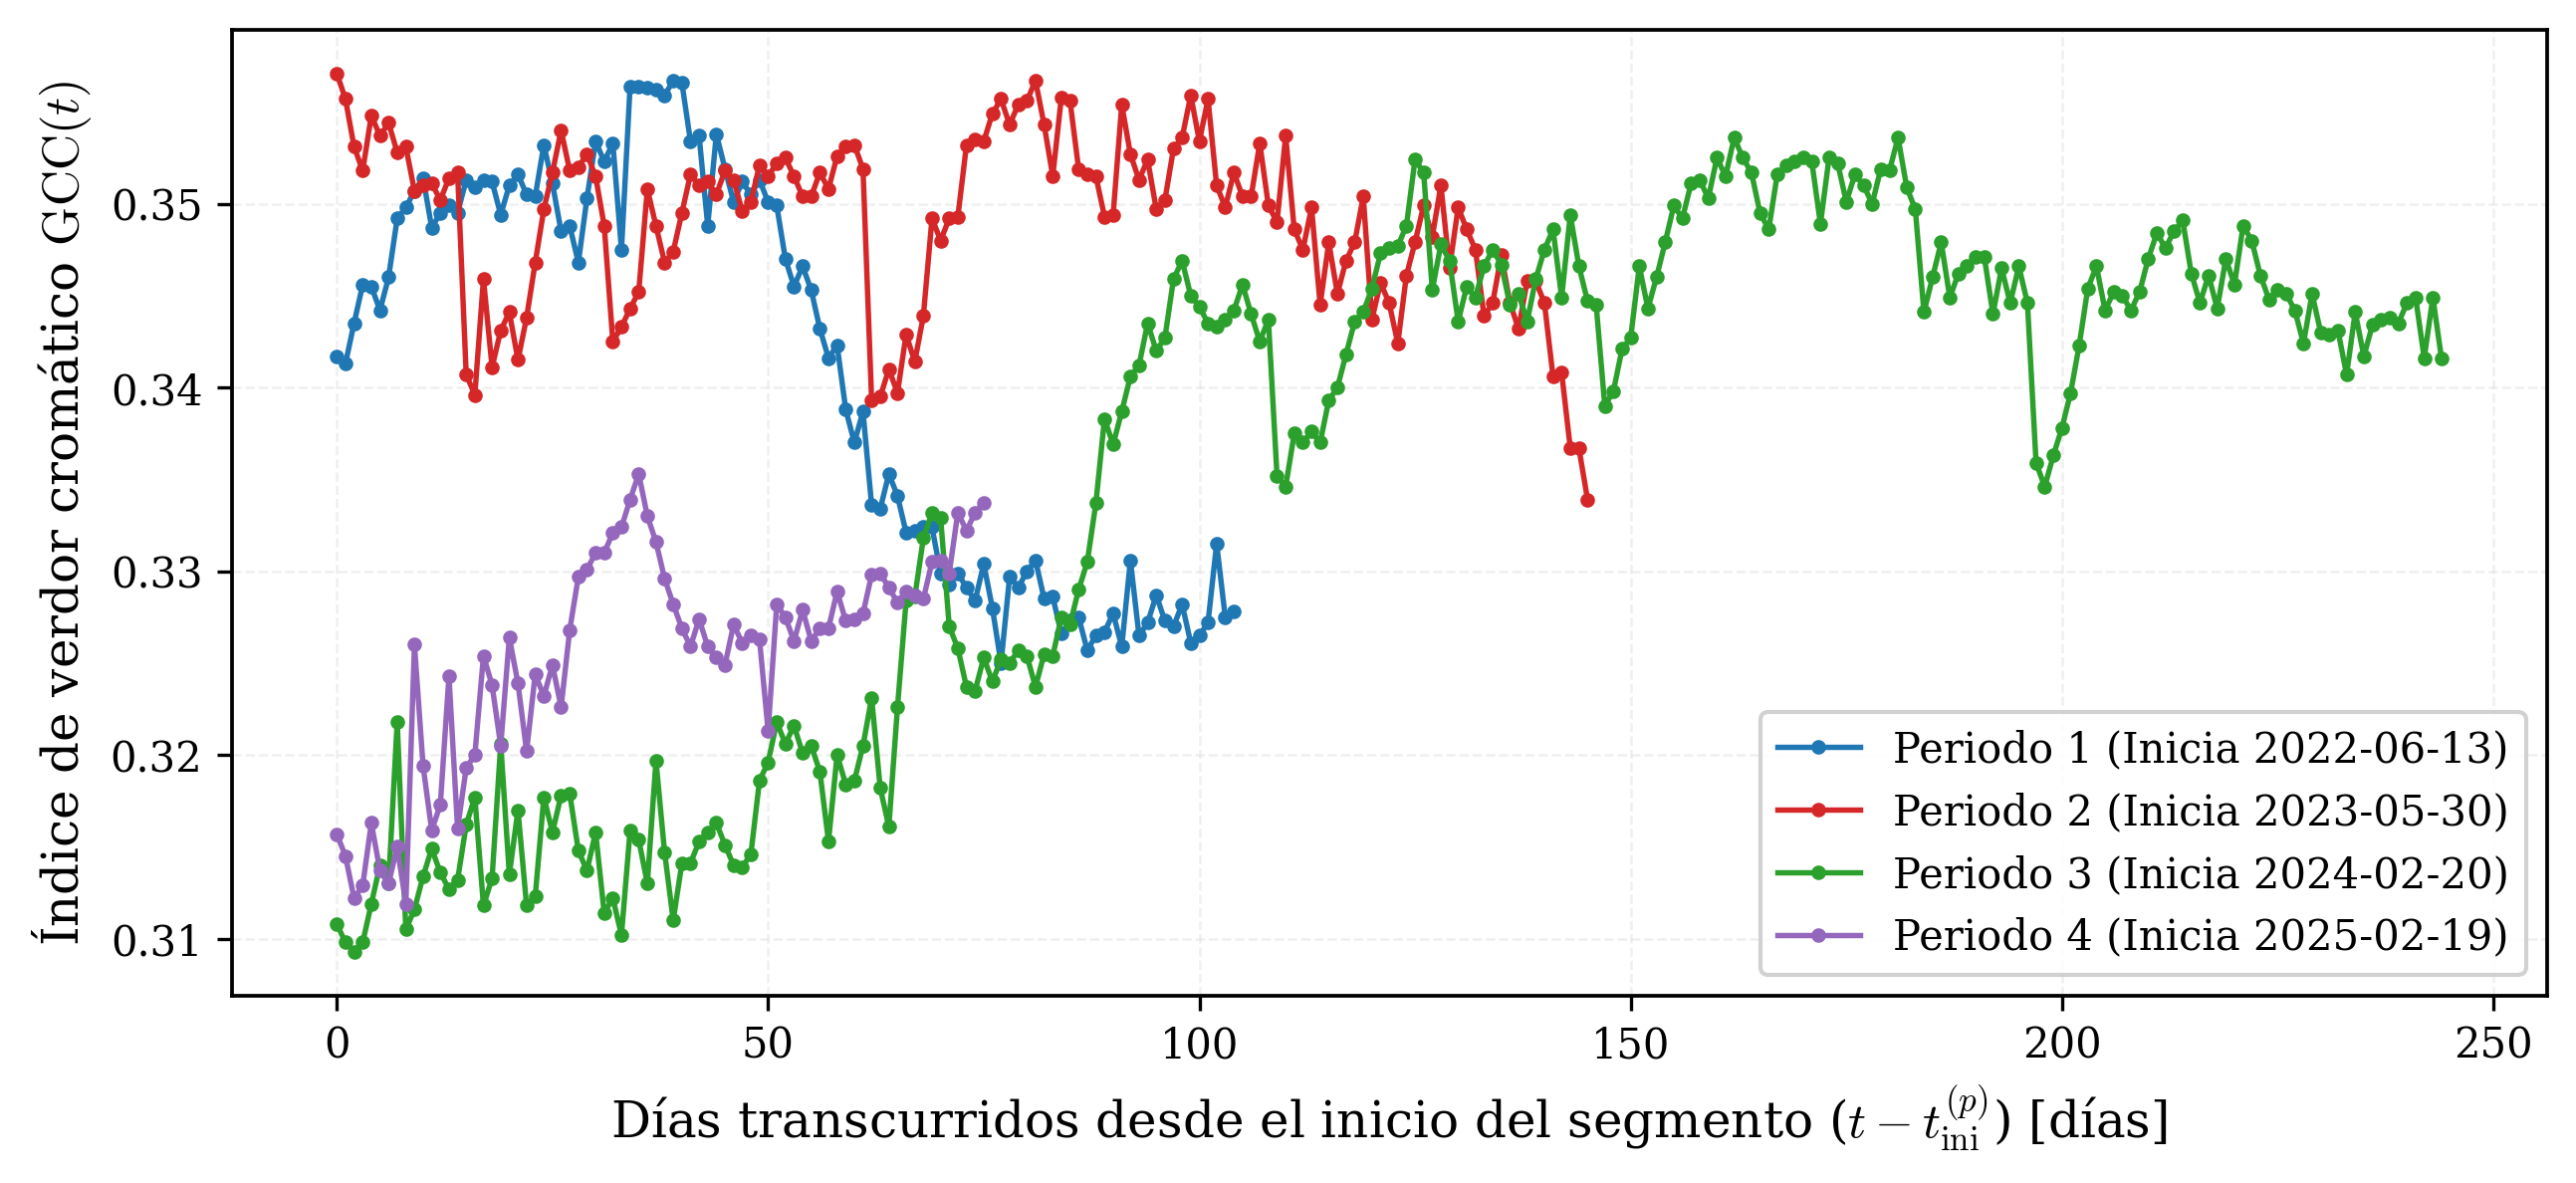 Índice de verdor cromático GCC(t)
0.35
0.34
0.33
0.32
0.31
0 50 100 150 200 250
Días transcurridos desde el inicio del segmento (t − t_ini^(p)) [días]
Periodo 1 (Inicia 2022-06-13)
Periodo 2 (Inicia 2023-05-30)
Periodo 3 (Inicia 2024-02-20)
Periodo 4 (Inicia 2025-02-19)